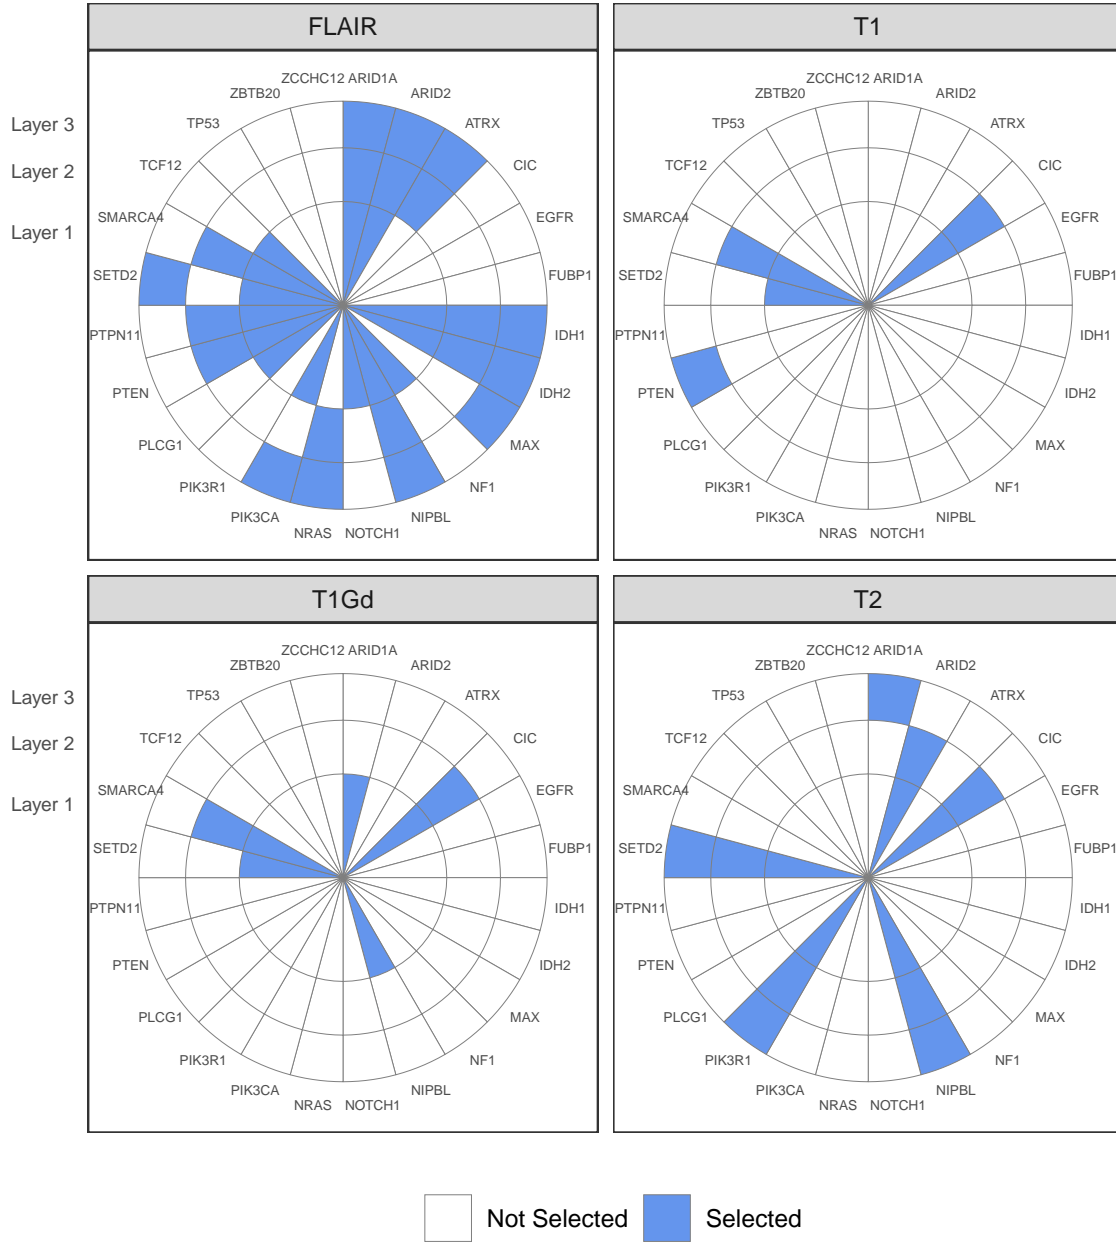 FLAIR
T1
ZCCHC12 ARID1A
ZBTB20 ARID2
TP53 ATRX
TCF12 CIC
SMARCA4 EGFR
SETD2 FUBP1
PTPN11 IDH1
PTEN IDH2
PLCG1 MAX
PIK3R1 NF1
PIK3CA NIPBL
NRAS NOTCH1
Layer 3
Layer 2
Layer 1
ZCCHC12 ARID1A
ZBTB20 ARID2
TP53 ATRX
TCF12 CIC
SMARCA4 EGFR
SETD2 FUBP1
PTPN11 IDH1
PTEN IDH2
PLCG1 MAX
PIK3R1 NF1
PIK3CA NIPBL
NRAS NOTCH1
T1Gd
T2
ZCCHC12 ARID1A
ZBTB20 ARID2
TP53 ATRX
TCF12 CIC
SMARCA4 EGFR
SETD2 FUBP1
PTPN11 IDH1
PTEN IDH2
PLCG1 MAX
PIK3R1 NF1
PIK3CA NIPBL
NRAS NOTCH1
Layer 3
Layer 2
Layer 1
ZCCHC12 ARID1A
ZBTB20 ARID2
TP53 ATRX
TCF12 CIC
SMARCA4 EGFR
SETD2 FUBP1
PTPN11 IDH1
PTEN IDH2
PLCG1 MAX
PIK3R1 NF1
PIK3CA NIPBL
NRAS NOTCH1
Not Selected Selected